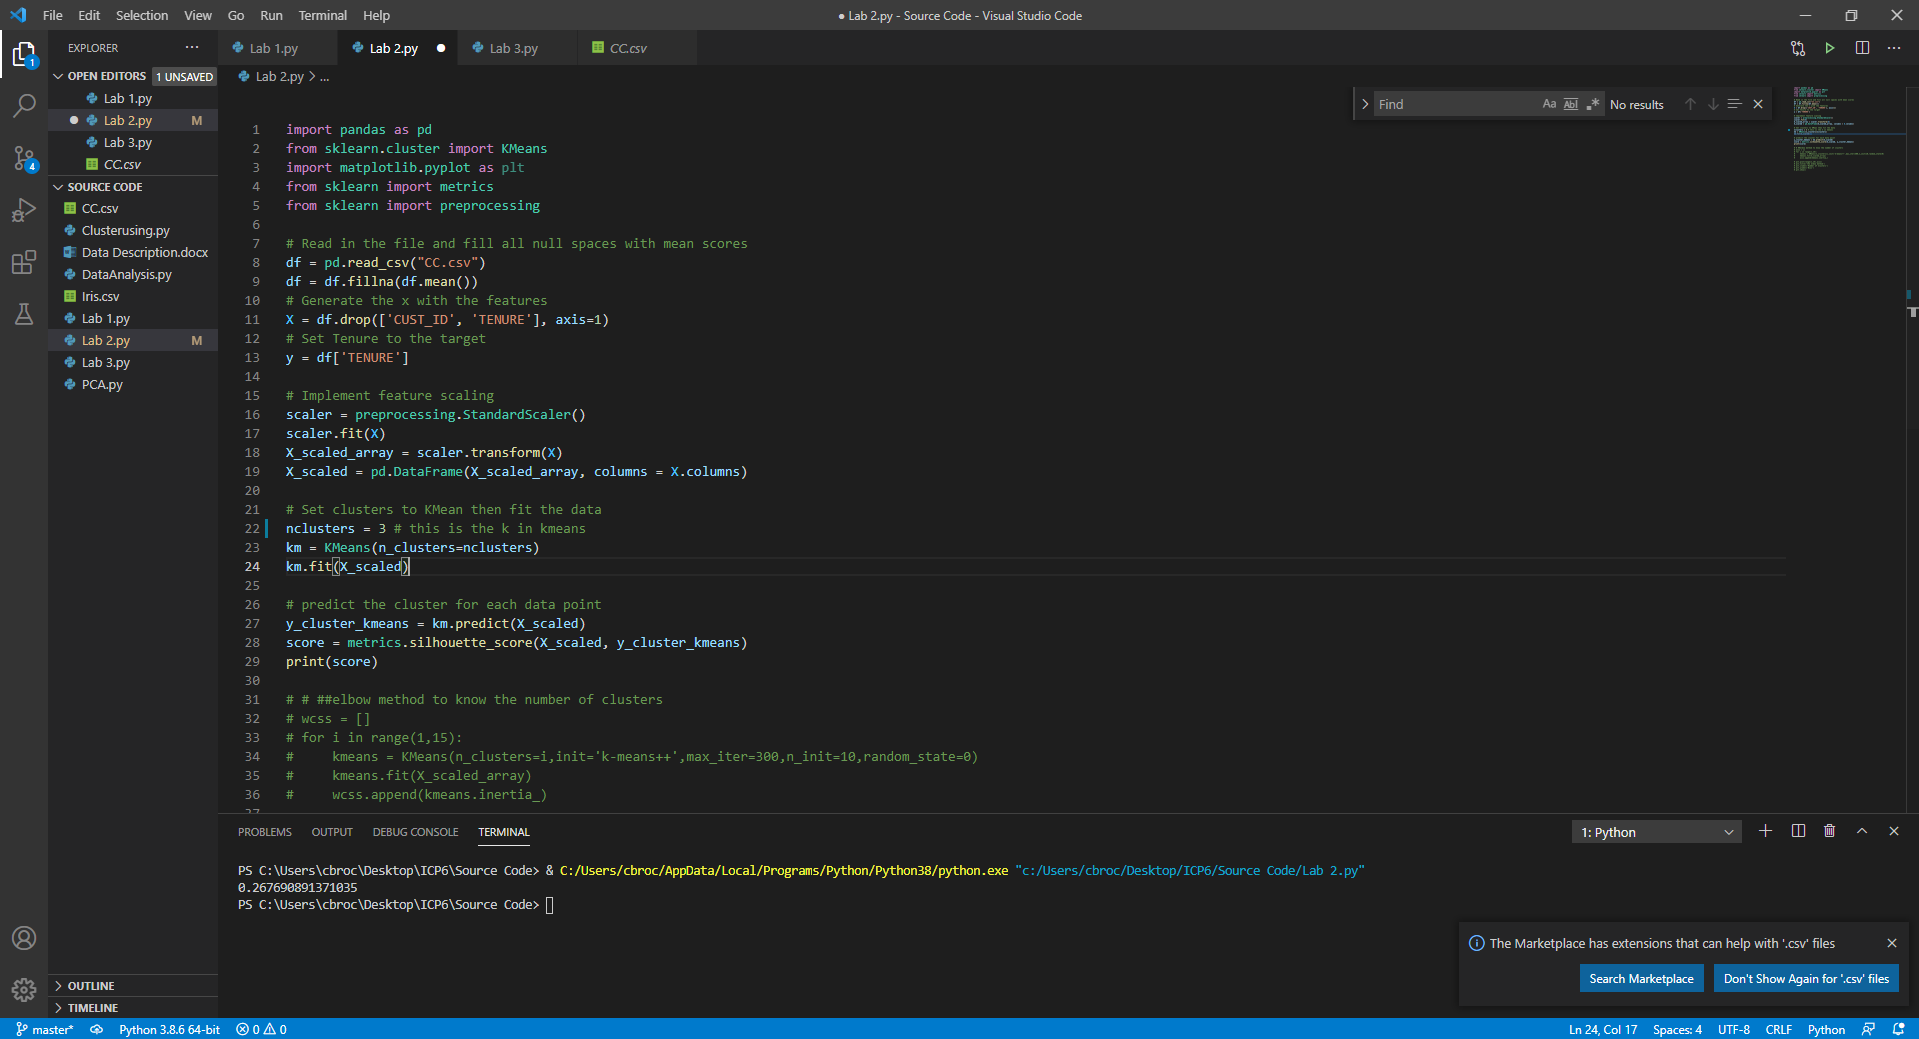 File Edit Selection View Go Run Terminal Help
● Lab 2.py - Source Code - Visual Studio Code
EXPLORER
OPEN EDITORS 1 UNSAVED
Lab 1.py
Lab 2.py M
Lab 3.py
CC.csv
SOURCE CODE
CC.csv
Clusterusing.py
Data Description.docx
DataAnalysis.py
Iris.csv
Lab 1.py
Lab 2.py M
Lab 3.py
PCA.py
OUTLINE
TIMELINE
1
4
Lab 1.py Lab 2.py ● Lab 3.py CC.csv
Lab 2.py > ...
Find Aa Abl .* No results
1 import pandas as pd
2 from sklearn.cluster import KMeans
3 import matplotlib.pyplot as plt
4 from sklearn import metrics
5 from sklearn import preprocessing
6
7 # Read in the file and fill all null spaces with mean scores
8 df = pd.read_csv("CC.csv")
9 df = df.fillna(df.mean())
10 # Generate the x with the features
11 X = df.drop(['CUST_ID', 'TENURE'], axis=1)
12 # Set Tenure to the target
13 y = df['TENURE']
14
15 # Implement feature scaling
16 scaler = preprocessing.StandardScaler()
17 scaler.fit(X)
18 X_scaled_array = scaler.transform(X)
19 X_scaled = pd.DataFrame(X_scaled_array, columns = X.columns)
20
21 # Set clusters to KMean then fit the data
22 nclusters = 3 # this is the k in kmeans
23 km = KMeans(n_clusters=nclusters)
24 km.fit(X_scaled)
25
26 # predict the cluster for each data point
27 y_cluster_kmeans = km.predict(X_scaled)
28 score = metrics.silhouette_score(X_scaled, y_cluster_kmeans)
29 print(score)
30
31 # # ##elbow method to know the number of clusters
32 # wcss = []
33 # for i in range(1,15):
34 #     kmeans = KMeans(n_clusters=i,init='k-means++',max_iter=300,n_init=10,random_state=0)
35 #     kmeans.fit(X_scaled_array)
36 #     wcss.append(kmeans.inertia_)
37
PROBLEMS OUTPUT DEBUG CONSOLE TERMINAL
1: Python
PS C:\Users\cbroc\Desktop\ICP6\Source Code> & C:/Users/cbroc/AppData/Local/Programs/Python/Python38/python.exe "c:/Users/cbroc/Desktop/ICP6/Source Code/Lab 2.py"
0.267690891371035
PS C:\Users\cbroc\Desktop\ICP6\Source Code>
The Marketplace has extensions that can help with '.csv' files
Search Marketplace
Don't Show Again for '.csv' files
master* Python 3.8.6 64-bit 0 0
Ln 24, Col 17 Spaces: 4 UTF-8 CRLF Python